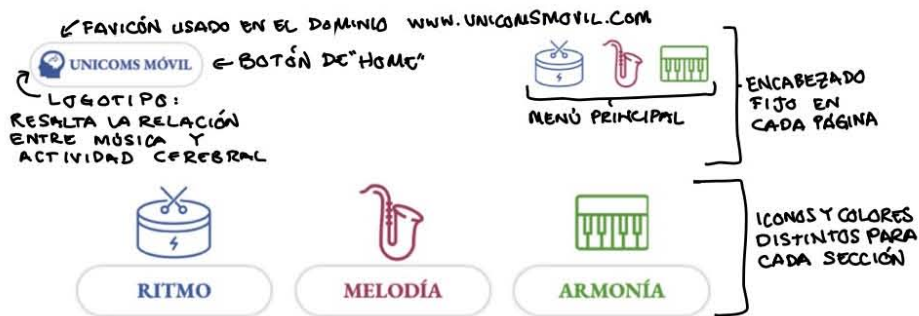 FAVICÓN USADO EN EL DOMINIO WWW.UNICOMSMOVIL.COM
UNICOMS MÓVIL
BOTÓN DE "HOME"
LOGOTIPO:
RESALTA LA RELACIÓN
ENTRE MÚSICA Y
ACTIVIDAD CEREBRAL
MENÚ PRINCIPAL
ENCABEZADO
FIJO EN
CADA PÁGINA
RITMO
MELODÍA
ARMONÍA
ICONOS Y COLORES
DISTINTOS PARA
CADA SECCIÓN